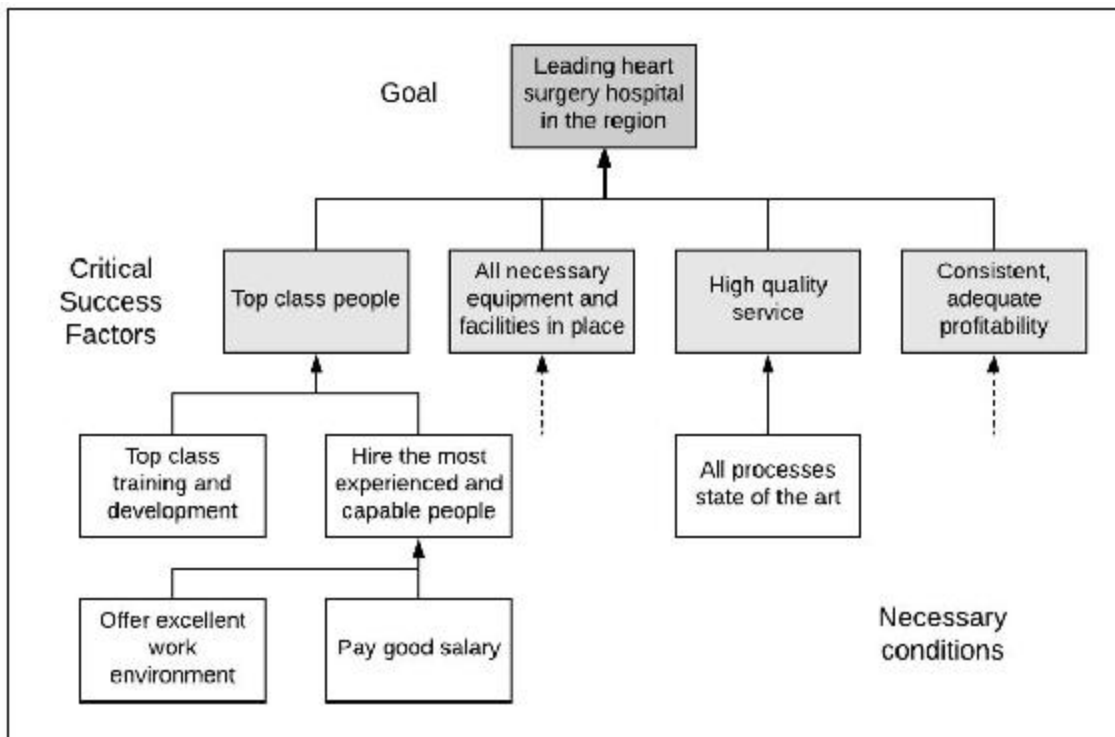 Goal
Leading heart
surgery hospital
in the region
Critical
Success
Factors
Top class people
All necessary
equipment and
facilities in place
High quality
service
Consistent,
adequate
profitability
Top class
training and
development
Hire the most
experienced and
capable people
All processes
state of the art
Offer excellent
work
environment
Pay good salary
Necessary
conditions